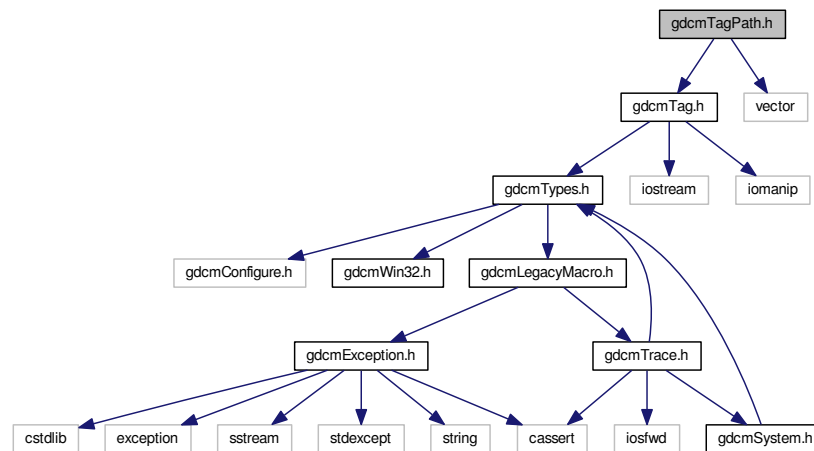 gdcmTagPath.h
gdcmTag.h
vector
gdcmTypes.h
iostream
iomanip
gdcmConfigure.h
gdcmWin32.h
gdcmLegacyMacro.h
gdcmException.h
gdcmTrace.h
cstdlib
exception
sstream
stdexcept
string
cassert
iosfwd
gdcmSystem.h